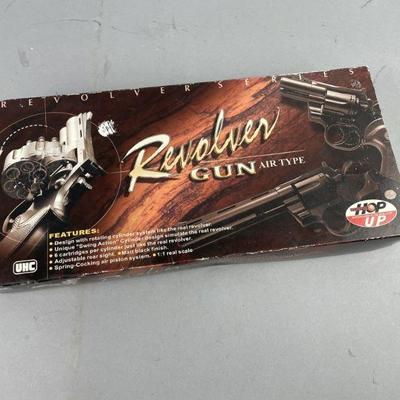 REVOLVER SERIES
Revolver
GUN AIR TYPE
HOP
UP
FEATURES:
• Design with rotating cylinder system like the real revolver.
• Unique "Swing Action" Cylinder design simulate the real revolver.
• 6 cartridges per cylinder just like the real revolver.
• Adjustable rear sight. • Matt black finish.
• Spring-Cocking air piston system. • 1:1 real scale
UHC